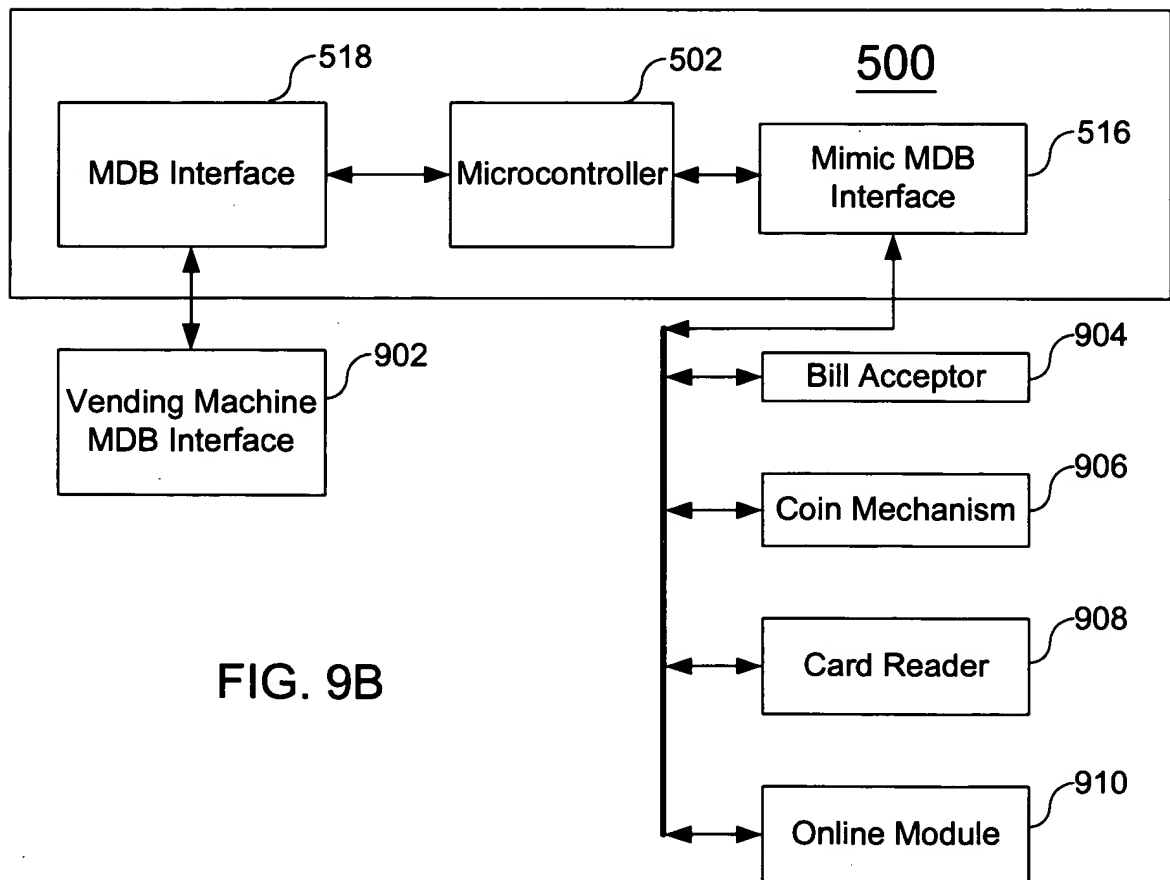 518
502
500
516
MDB Interface
Microcontroller
Mimic MDB
Interface
902
904
Vending Machine
MDB Interface
Bill Acceptor
906
Coin Mechanism
908
Card Reader
FIG. 9B
910
Online Module